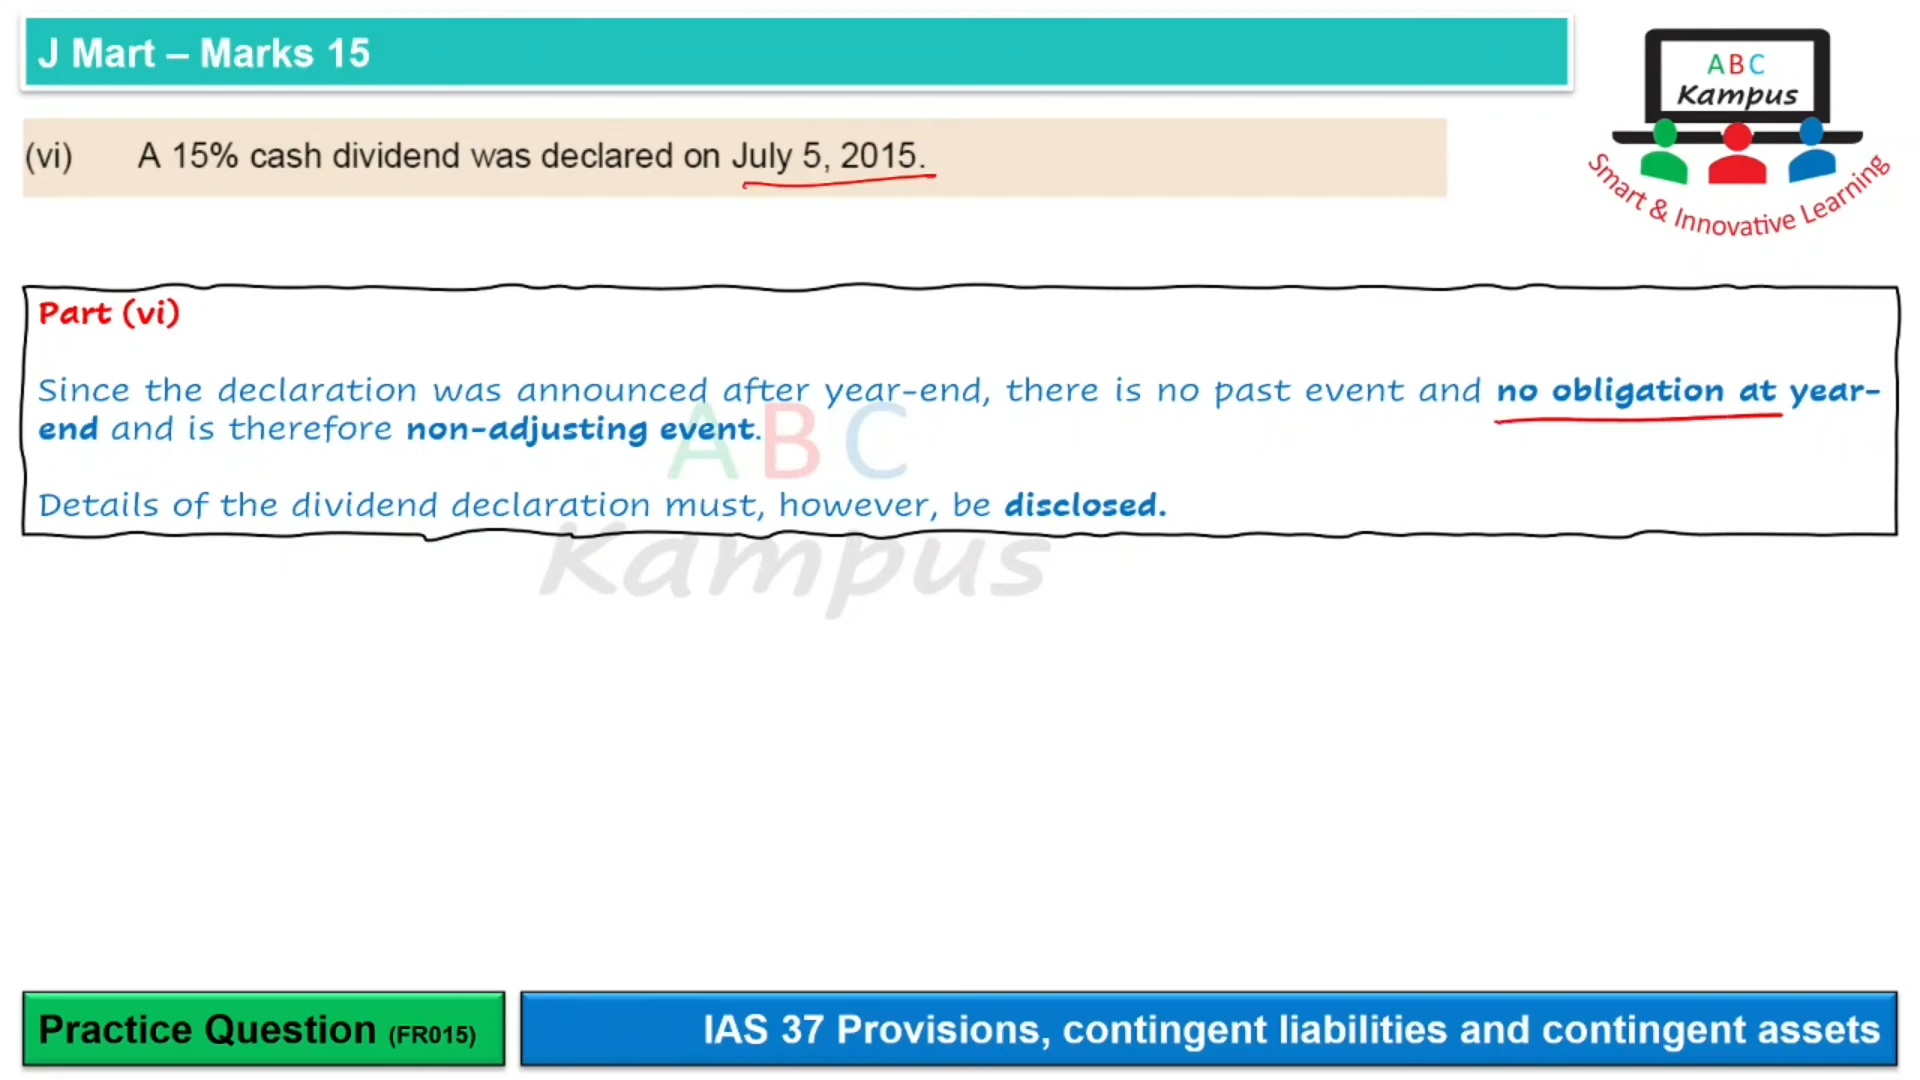 J Mart – Marks 15
ABC
Kampus
Smart & Innovative Learning
(vi) A 15% cash dividend was declared on July 5, 2015.
Part (vi)
Since the declaration was announced after year-end, there is no past event and no obligation at year-
end and is therefore non-adjusting event.
Details of the dividend declaration must, however, be disclosed.
ABC
Kampus
Practice Question (FR015)
IAS 37 Provisions, contingent liabilities and contingent assets